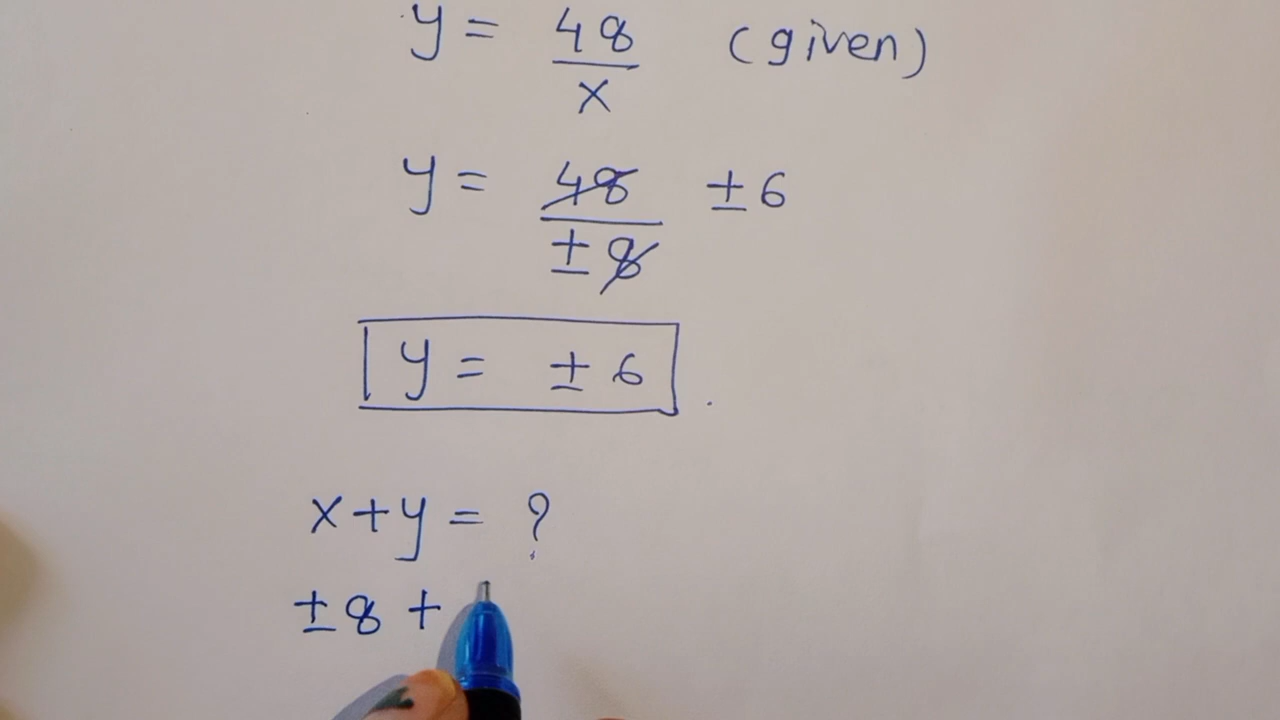 y = 48/x (given)
y = 48/±8 ±6
y = ±6
x+y = ?
±8 +